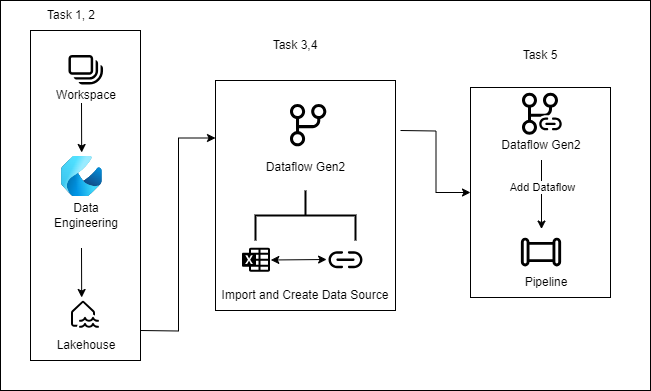 Task 1, 2
Workspace
Data
Engineering
Lakehouse
Task 3,4
Dataflow Gen2
X
Import and Create Data Source
Task 5
Dataflow Gen2
Add Dataflow
Pipeline